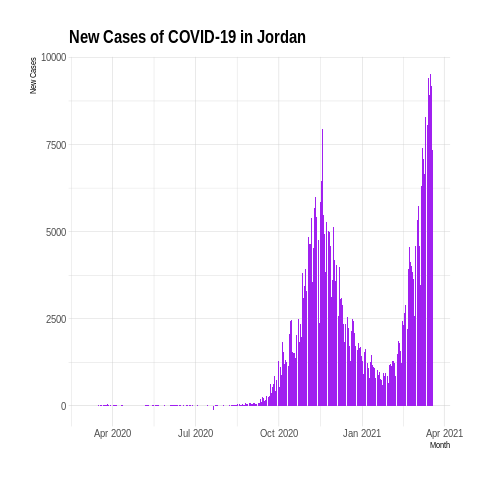 New Cases of COVID-19 in Jordan
New Cases
10000
7500
5000
2500
0
Apr 2020 Jul 2020 Oct 2020 Jan 2021 Apr 2021
Month